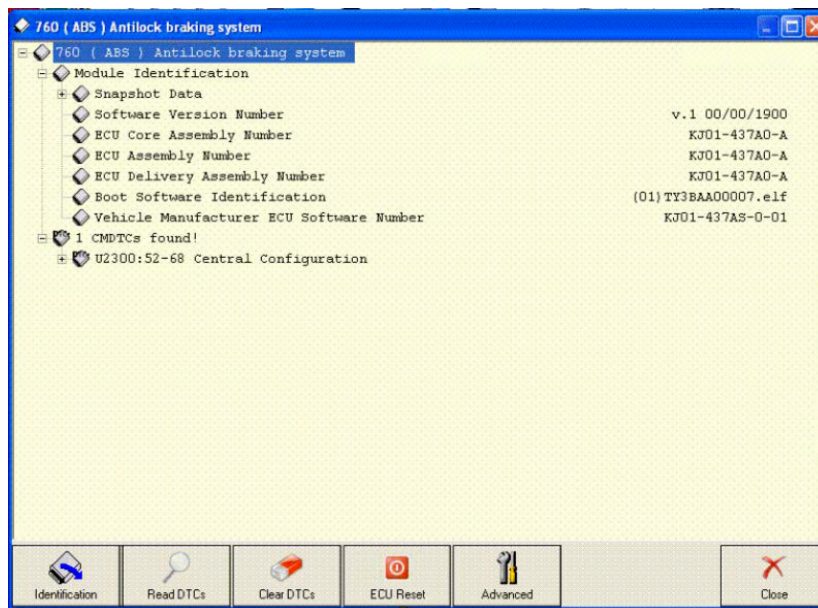 760 ( ABS ) Antilock braking system
760 ( ABS ) Antilock braking system
Module Identification
Snapshot Data
Software Version Number v.1 00/00/1900
ECU Core Assembly Number KJ01-437A0-A
ECU Assembly Number KJ01-437A0-A
ECU Delivery Assembly Number KJ01-437A0-A
Boot Software Identification (01)TY3BAA00007.elf
Vehicle Manufacturer ECU Software Number KJ01-437AS-0-01
1 CMDTCs found!
U2300:52-68 Central Configuration
Identification Read DTCs Clear DTCs ECU Reset Advanced Close